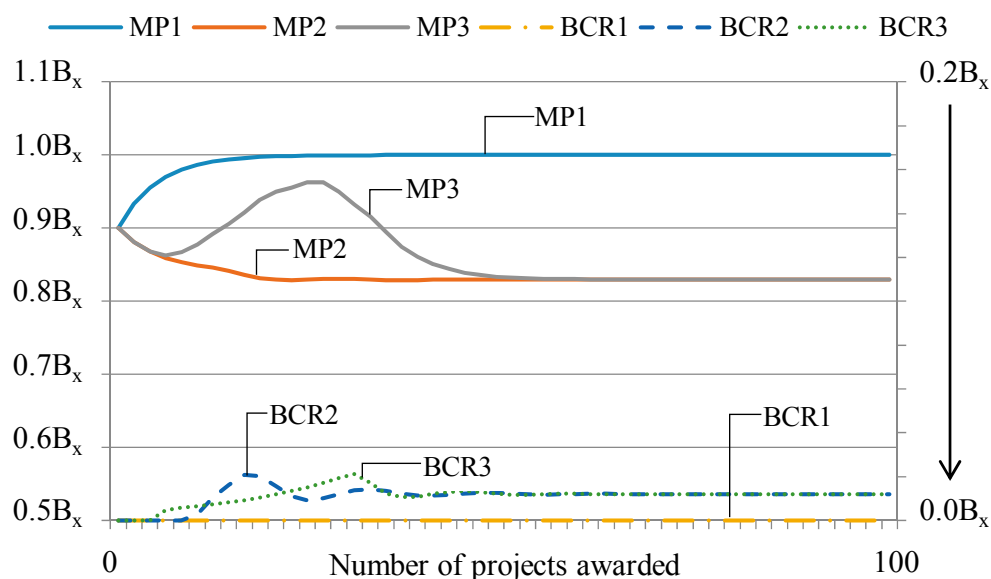 MP1 MP2 MP3 BCR1 BCR2 BCR3
1.1Bx 0.2Bx
MP1
1.0Bx
MP3
0.9Bx
MP2
0.8Bx
0.7Bx
BCR2 BCR1
0.6Bx
BCR3
0.5Bx 0.0Bx
0 Number of projects awarded 100